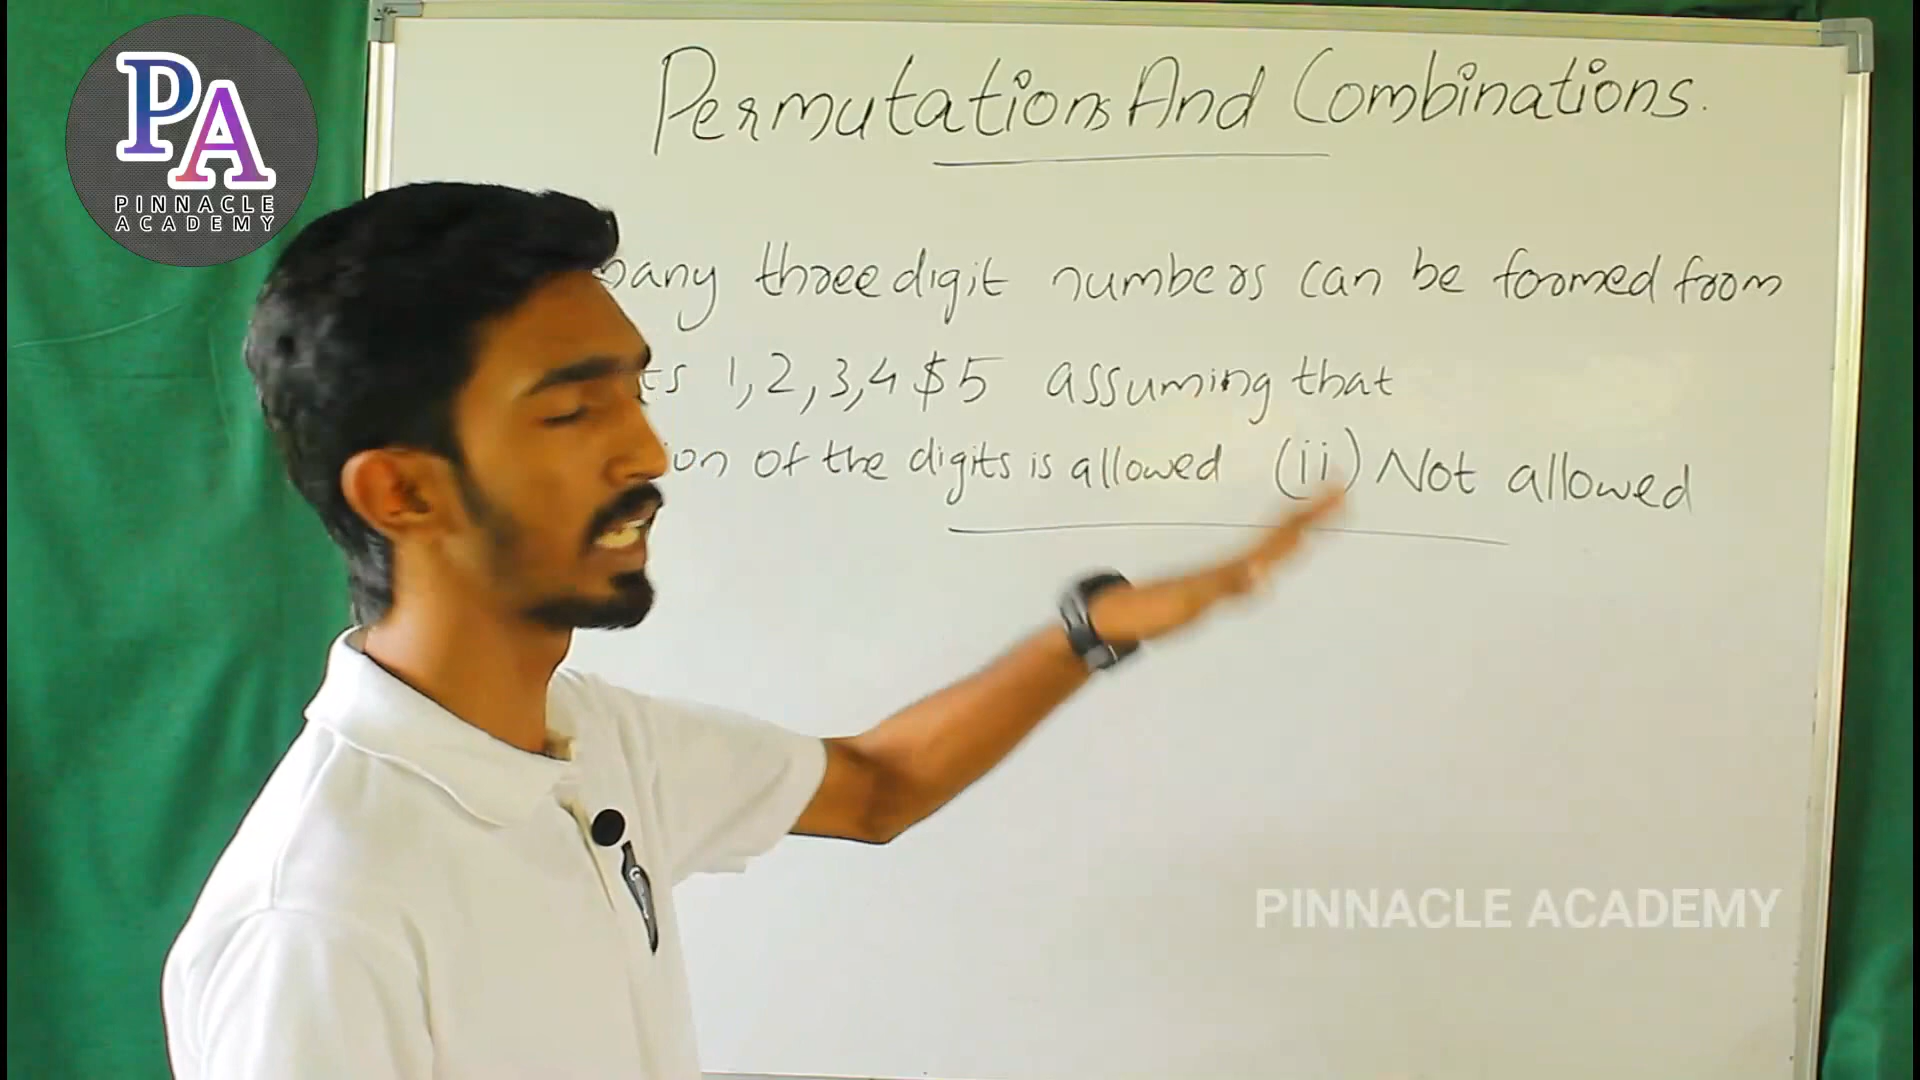 PA
PINNACLE
ACADEMY
Permutations And Combinations.
many three digit numbers can be formed from
ts 1,2,3,4 $ 5 assuming that
on of the digits is allowed (ii) Not allowed
PINNACLE ACADEMY